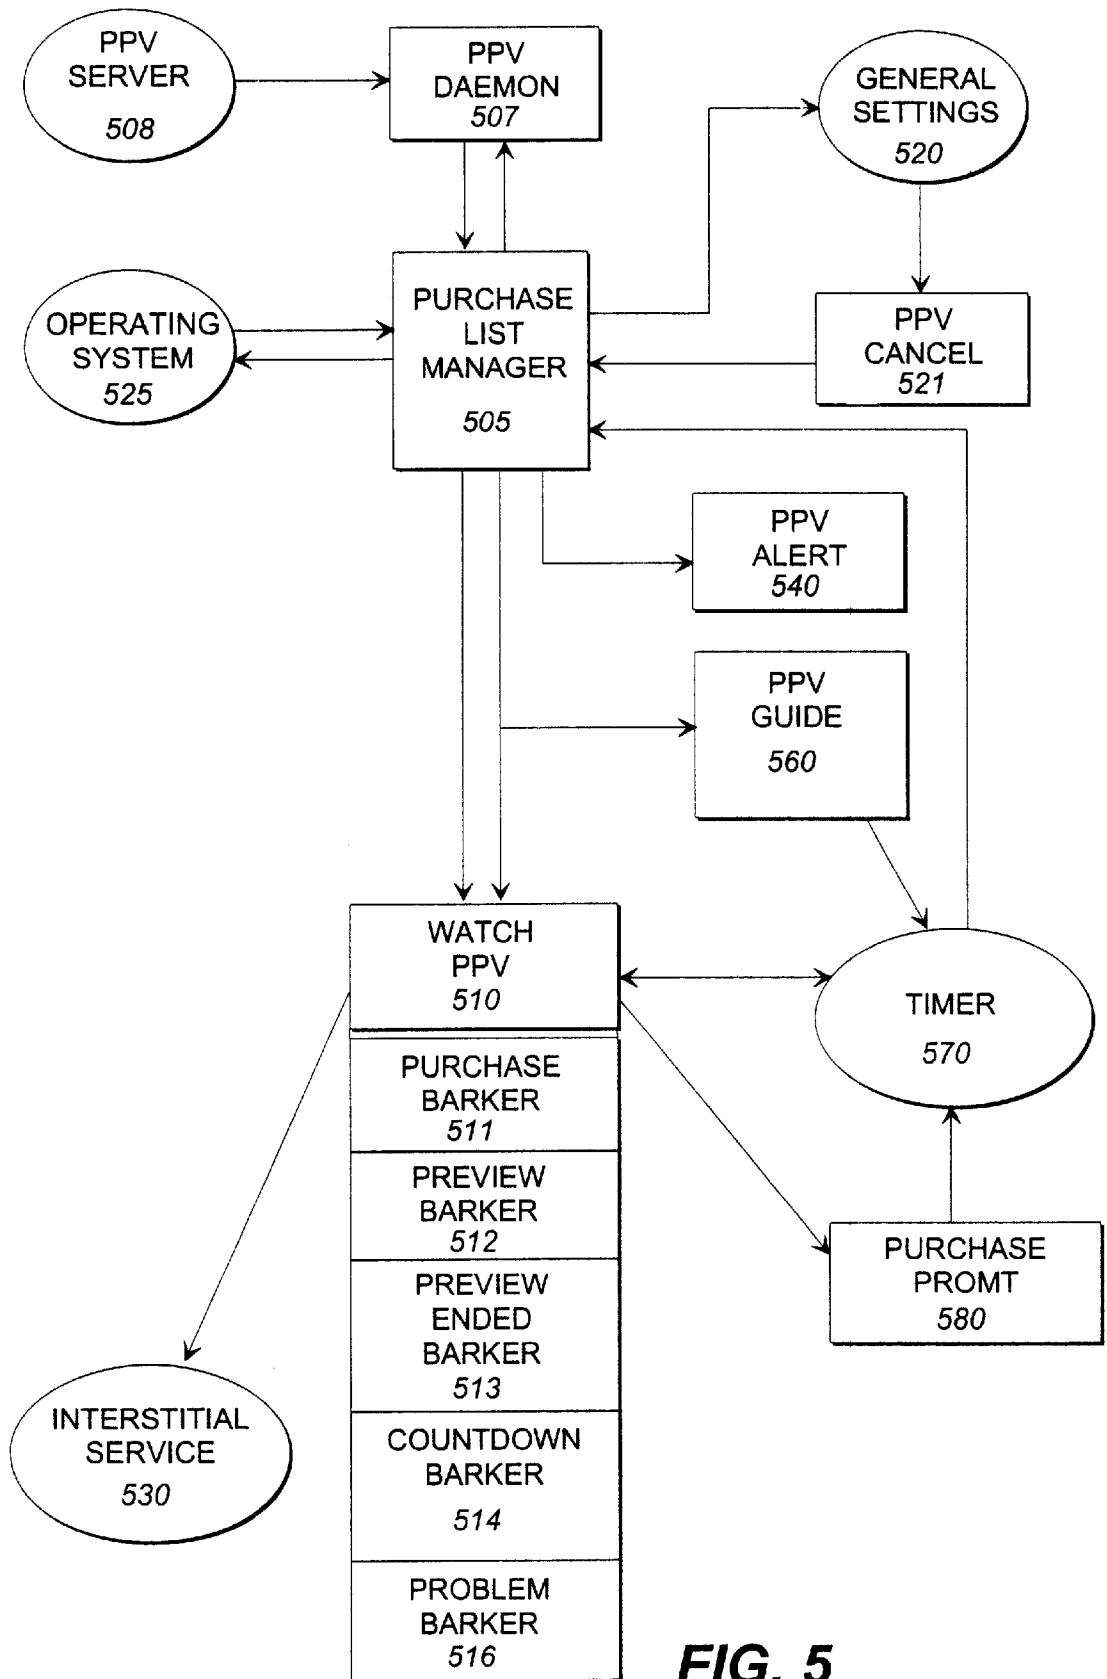 PPV
SERVER
508
PPV
DAEMON
507
GENERAL
SETTINGS
520
OPERATING
SYSTEM
525
PURCHASE
LIST
MANAGER
505
PPV
CANCEL
521
PPV
ALERT
540
PPV
GUIDE
560
WATCH
PPV
510
TIMER
570
PURCHASE
BARKER
511
PREVIEW
BARKER
512
PREVIEW
ENDED
BARKER
513
PURCHASE
PROMT
580
INTERSTITIAL
SERVICE
530
COUNTDOWN
BARKER
514
PROBLEM
BARKER
516
FIG. 5